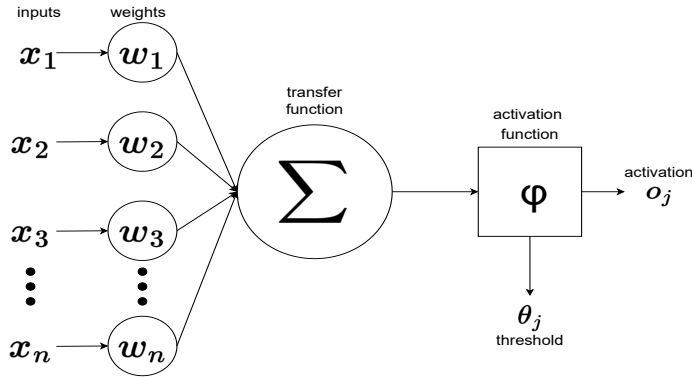 inputs weights
x₁ w₁
transfer
function
x₂ w₂
activation
function
∑
φ
activation
oⱼ
x₃ w₃
θⱼ
threshold
xₙ wₙ